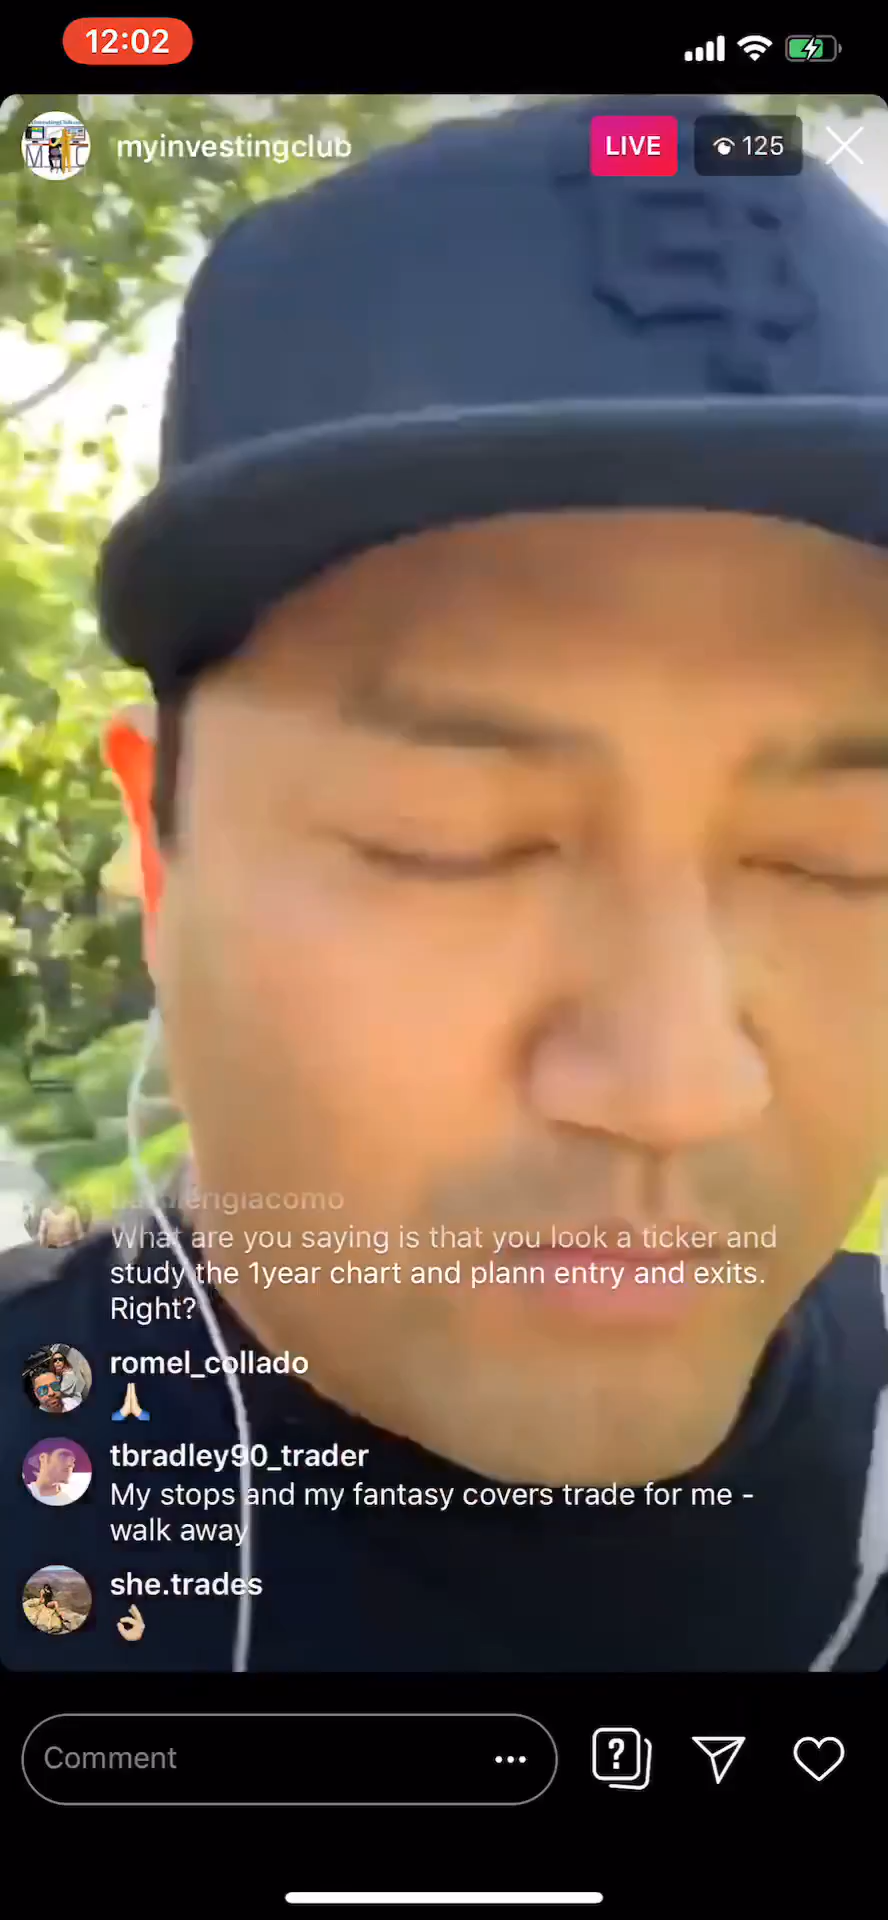 12:02
myinvestingclub
LIVE
125
What are you saying is that you look a ticker and
study the 1year chart and plann entry and exits.
Right?
romel_collado
🙏🏻
tbradley90_trader
My stops and my fantasy covers trade for me -
walk away
she.trades
👌🏼
Comment